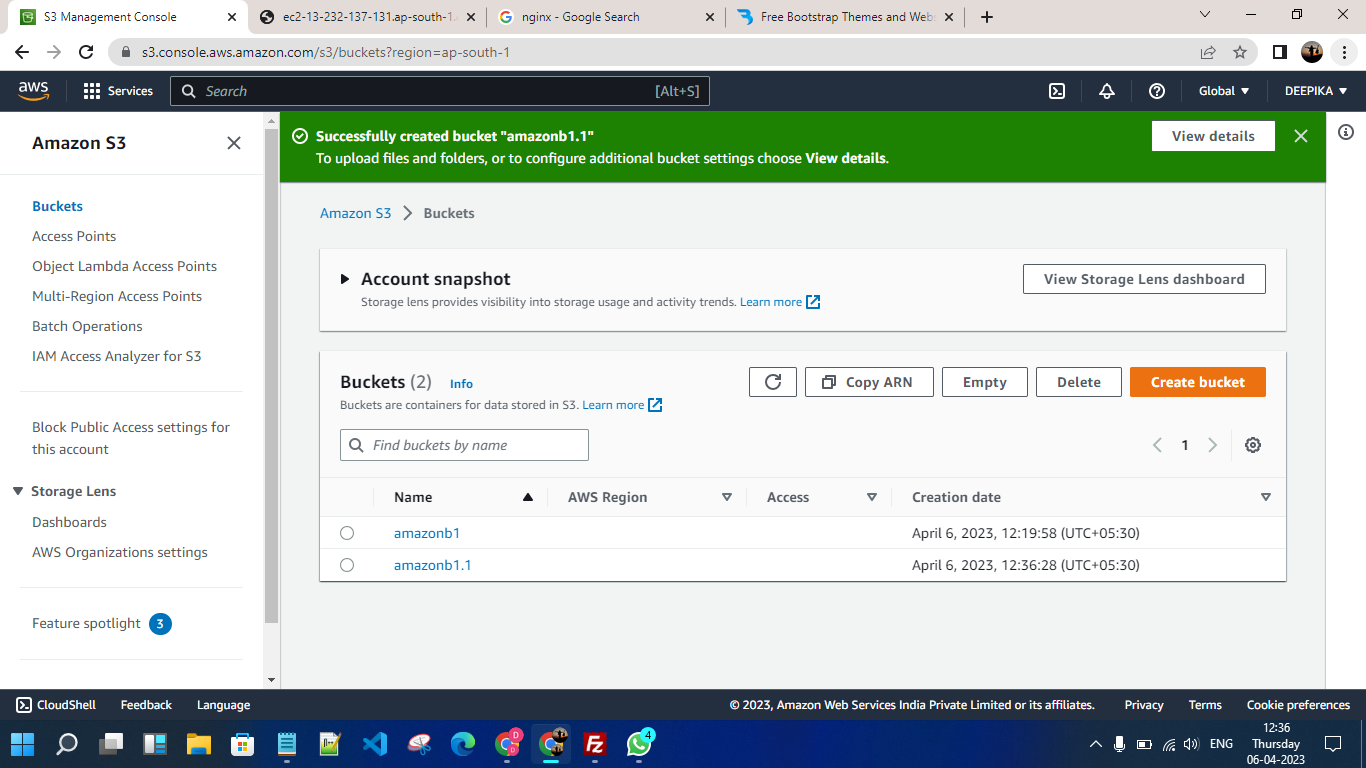 S3 Management Console
ec2-13-232-137-131.ap-south-1.
nginx - Google Search
Free Bootstrap Themes and Web
s3.console.aws.amazon.com/s3/buckets?region=ap-south-1
aws
Services
Search
[Alt+S]
Global
DEEPIKA
Amazon S3
Buckets
Access Points
Object Lambda Access Points
Multi-Region Access Points
Batch Operations
IAM Access Analyzer for S3
Block Public Access settings for
this account
Storage Lens
Dashboards
AWS Organizations settings
Feature spotlight 3
Successfully created bucket "amazonb1.1"
To upload files and folders, or to configure additional bucket settings choose View details.
View details
Amazon S3 Buckets
Account snapshot
Storage lens provides visibility into storage usage and activity trends. Learn more
View Storage Lens dashboard
Buckets (2) Info
Buckets are containers for data stored in S3. Learn more
Copy ARN
Empty
Delete
Create bucket
Find buckets by name
1
Name AWS Region Access Creation date
amazonb1 April 6, 2023, 12:19:58 (UTC+05:30)
amazonb1.1 April 6, 2023, 12:36:28 (UTC+05:30)
CloudShell Feedback Language
© 2023, Amazon Web Services India Private Limited or its affiliates. Privacy Terms Cookie preferences
D
4
ENG
12:36
Thursday
06-04-2023